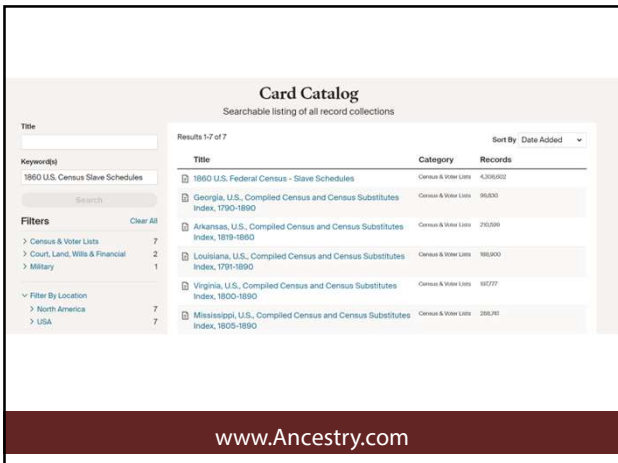 Card Catalog
Searchable listing of all record collections
Title
Keyword(s)
1860 U.S. Census Slave Schedules
Search
Filters Clear All
> Census & Voter Lists 7
> Court, Land, Wills & Financial 2
> Military 1
Filter By Location
> North America 7
> USA 7
Results 1-7 of 7 Sort By Date Added
Title Category Records
1860 U.S. Federal Census - Slave Schedules Census & Voter Lists
Georgia, U.S., Compiled Census and Census Substitutes Census & Voter Lists
Index, 1790-1890
Arkansas, U.S., Compiled Census and Census Substitutes Census & Voter Lists
Index, 1819-1860
Louisiana, U.S., Compiled Census and Census Substitutes Census & Voter Lists
Index, 1791-1890
Virginia, U.S., Compiled Census and Census Substitutes Census & Voter Lists
Index, 1800-1890
Mississippi, U.S., Compiled Census and Census Substitutes Census & Voter Lists
Index, 1805-1890
www.Ancestry.com